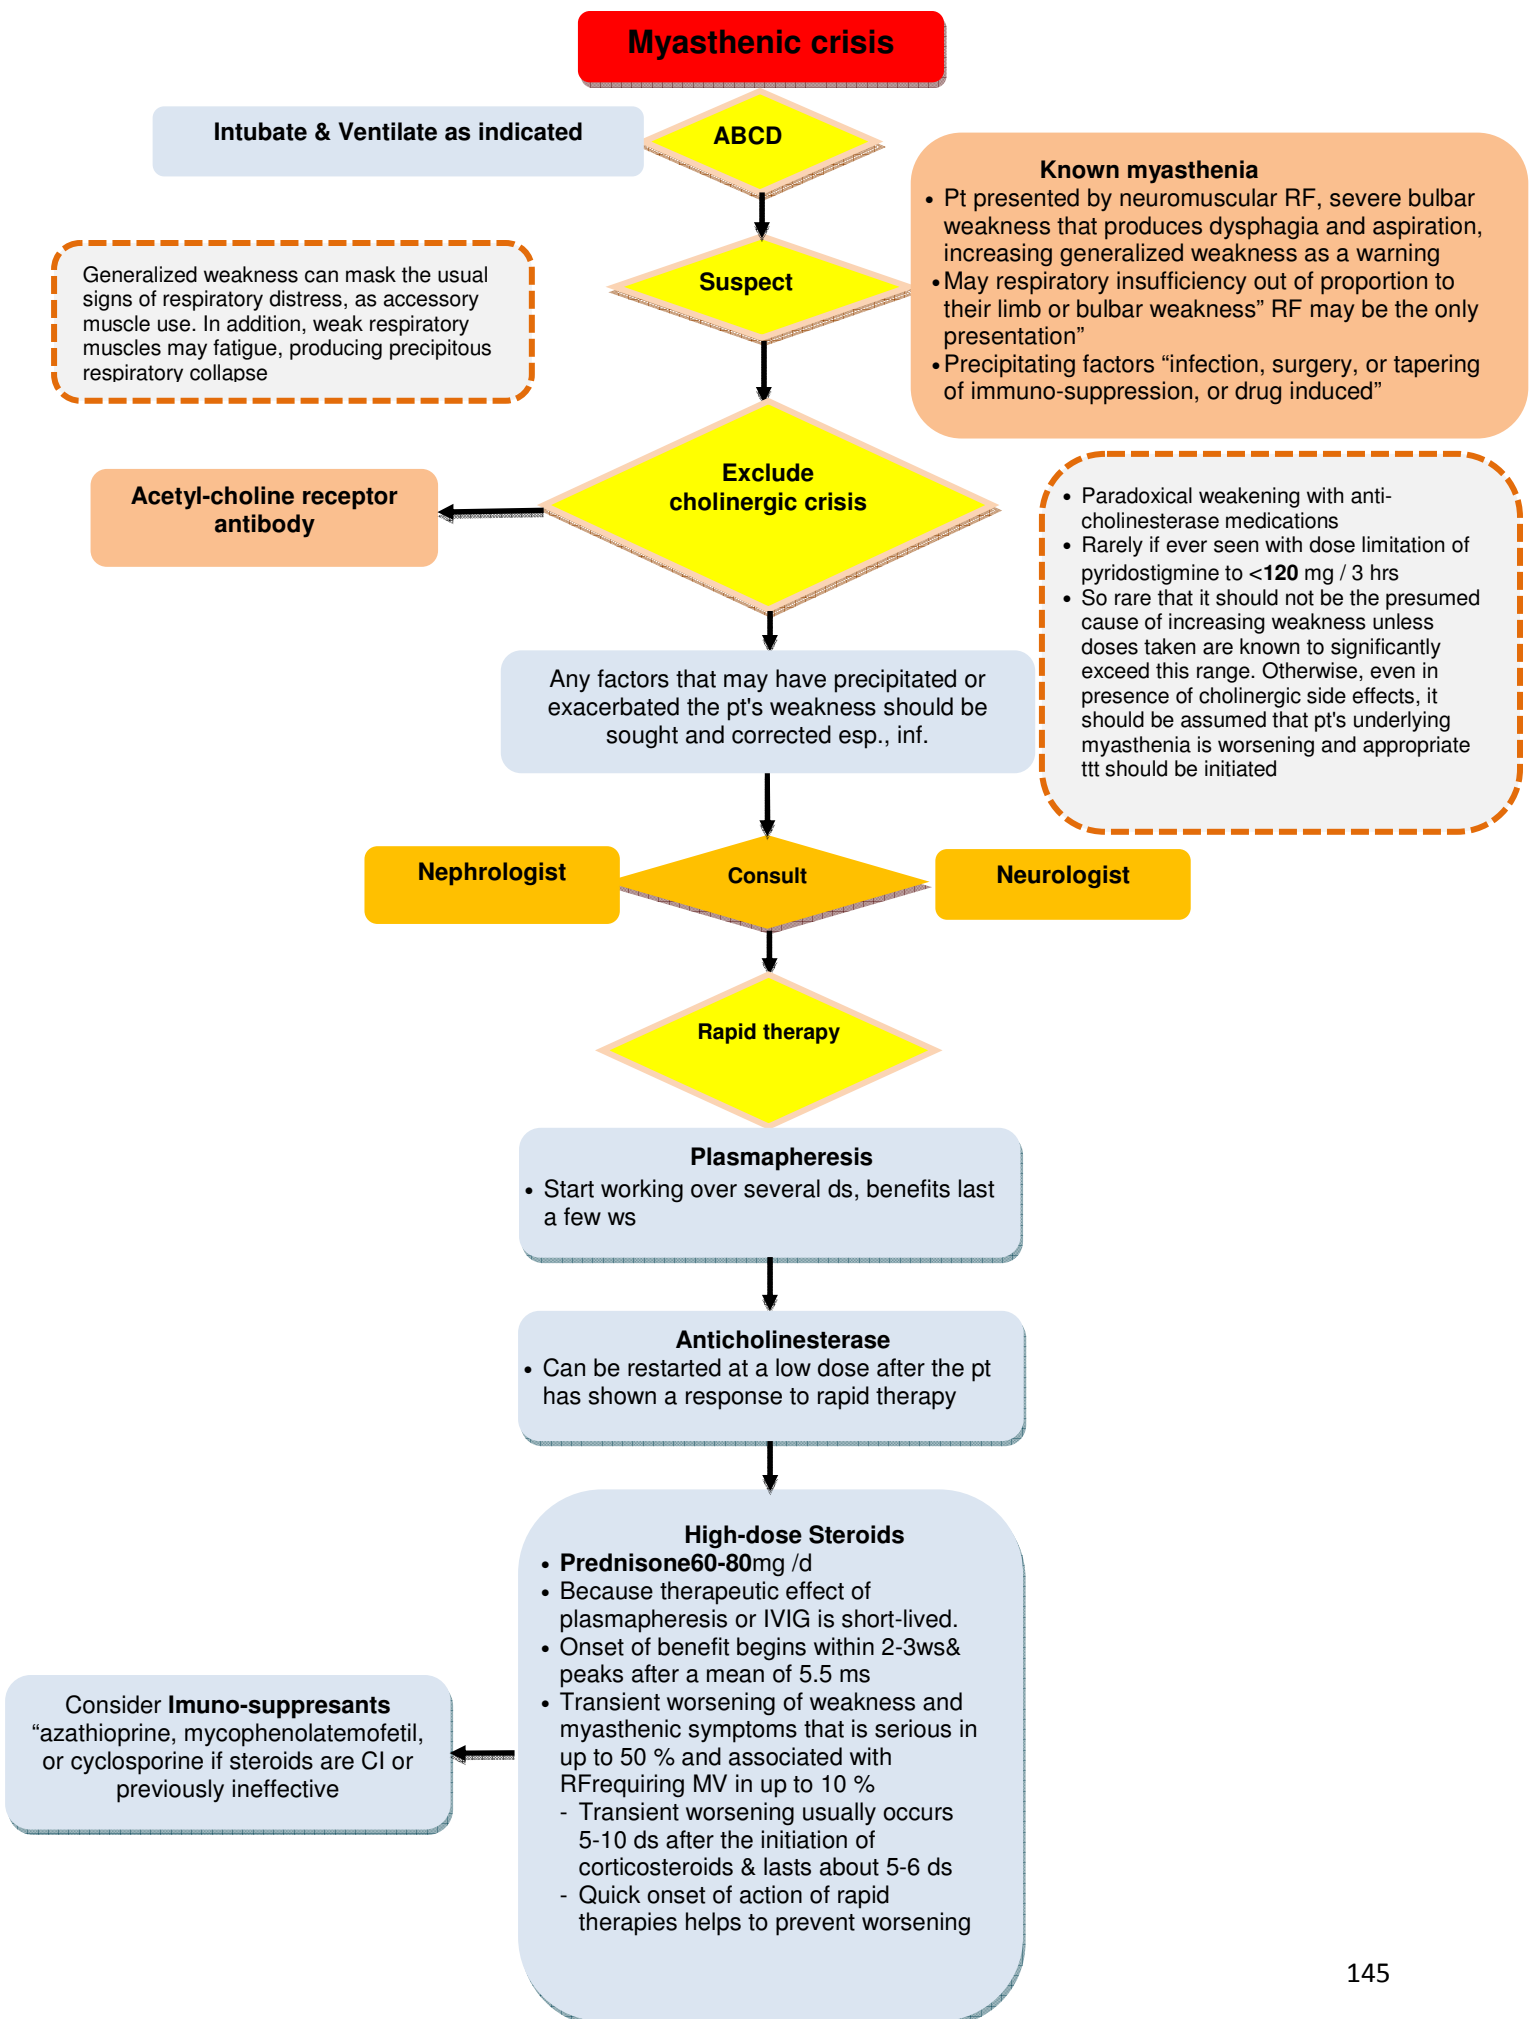 Myasthenic crisis
Intubate & Ventilate as indicated
ABCD
Known myasthenia
• Pt presented by neuromuscular RF, severe bulbar
weakness that produces dysphagia and aspiration,
increasing generalized weakness as a warning
• May respiratory insufficiency out of proportion to
their limb or bulbar weakness” RF may be the only
presentation”
• Precipitating factors “infection, surgery, or tapering
of immuno-suppression, or drug induced”
Suspect
Generalized weakness can mask the usual
signs of respiratory distress, as accessory
muscle use. In addition, weak respiratory
muscles may fatigue, producing precipitous
respiratory collapse
Exclude
cholinergic crisis
Acetyl-choline receptor
antibody
• Paradoxical weakening with anti-
cholinesterase medications
• Rarely if ever seen with dose limitation of
pyridostigmine to <120 mg / 3 hrs
• So rare that it should not be the presumed
cause of increasing weakness unless
doses taken are known to significantly
exceed this range. Otherwise, even in
presence of cholinergic side effects, it
should be assumed that pt's underlying
myasthenia is worsening and appropriate
ttt should be initiated
Any factors that may have precipitated or
exacerbated the pt's weakness should be
sought and corrected esp., inf.
Nephrologist
Consult
Neurologist
Rapid therapy
Plasmapheresis
• Start working over several ds, benefits last
a few ws
Anticholinesterase
• Can be restarted at a low dose after the pt
has shown a response to rapid therapy
High-dose Steroids
• Prednisone60-80mg /d
• Because therapeutic effect of
plasmapheresis or IVIG is short-lived.
• Onset of benefit begins within 2-3ws&
peaks after a mean of 5.5 ms
• Transient worsening of weakness and
myasthenic symptoms that is serious in
up to 50 % and associated with
RFrequiring MV in up to 10 %
- Transient worsening usually occurs
5-10 ds after the initiation of
corticosteroids & lasts about 5-6 ds
- Quick onset of action of rapid
therapies helps to prevent worsening
Consider Imuno-suppresants
“azathioprine, mycophenolatemofetil,
or cyclosporine if steroids are CI or
previously ineffective
145